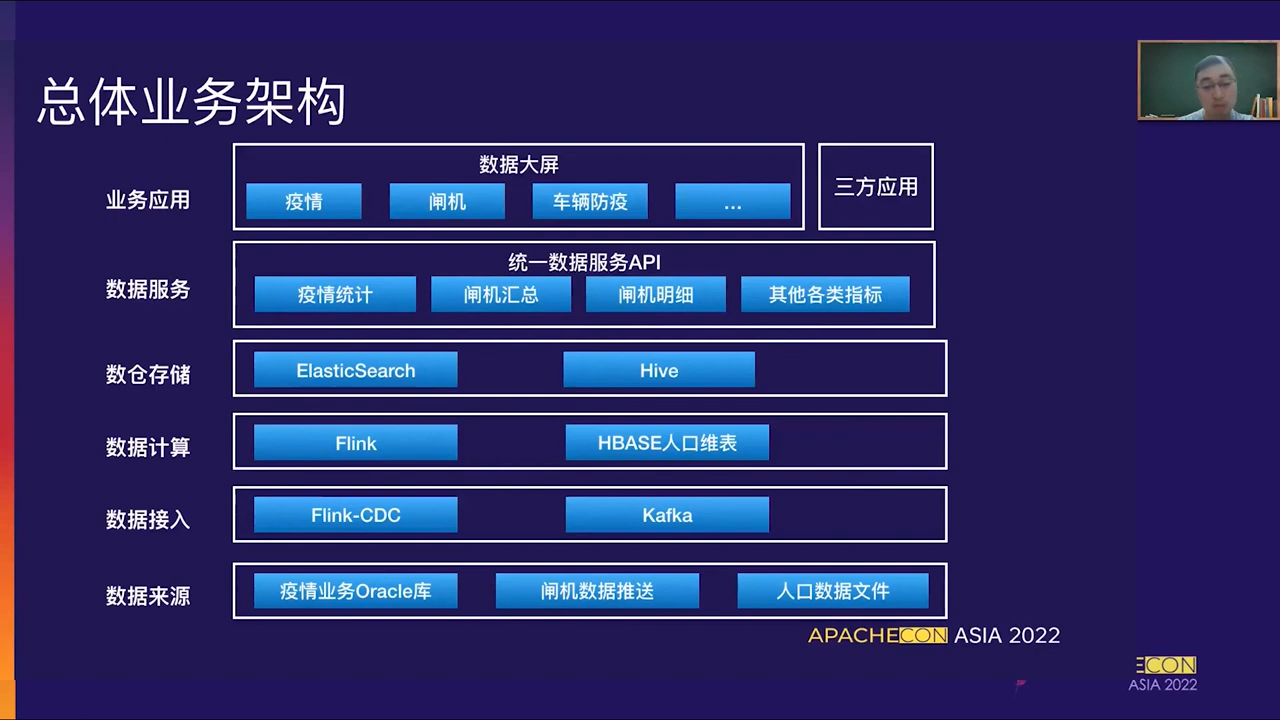 总体业务架构
业务应用
数据大屏
疫情
闸机
车辆防疫
...
三方应用
数据服务
统一数据服务API
疫情统计
闸机汇总
闸机明细
其他各类指标
数仓存储
ElasticSearch
Hive
数据计算
Flink
HBASE人口维表
数据接入
Flink-CDC
Kafka
数据来源
疫情业务Oracle库
闸机数据推送
人口数据文件
APACHECON ASIA 2022
ECON
ASIA 2022